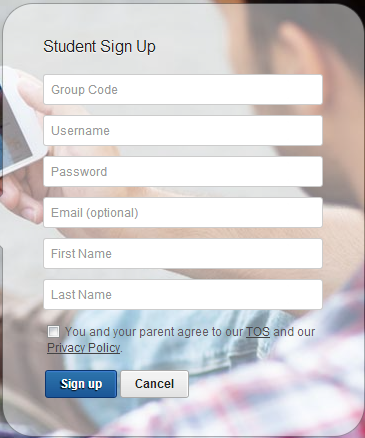 Student Sign Up
Group Code
Username
Password
Email (optional)
First Name
Last Name
You and your parent agree to our TOS and our
Privacy Policy.
Sign up Cancel